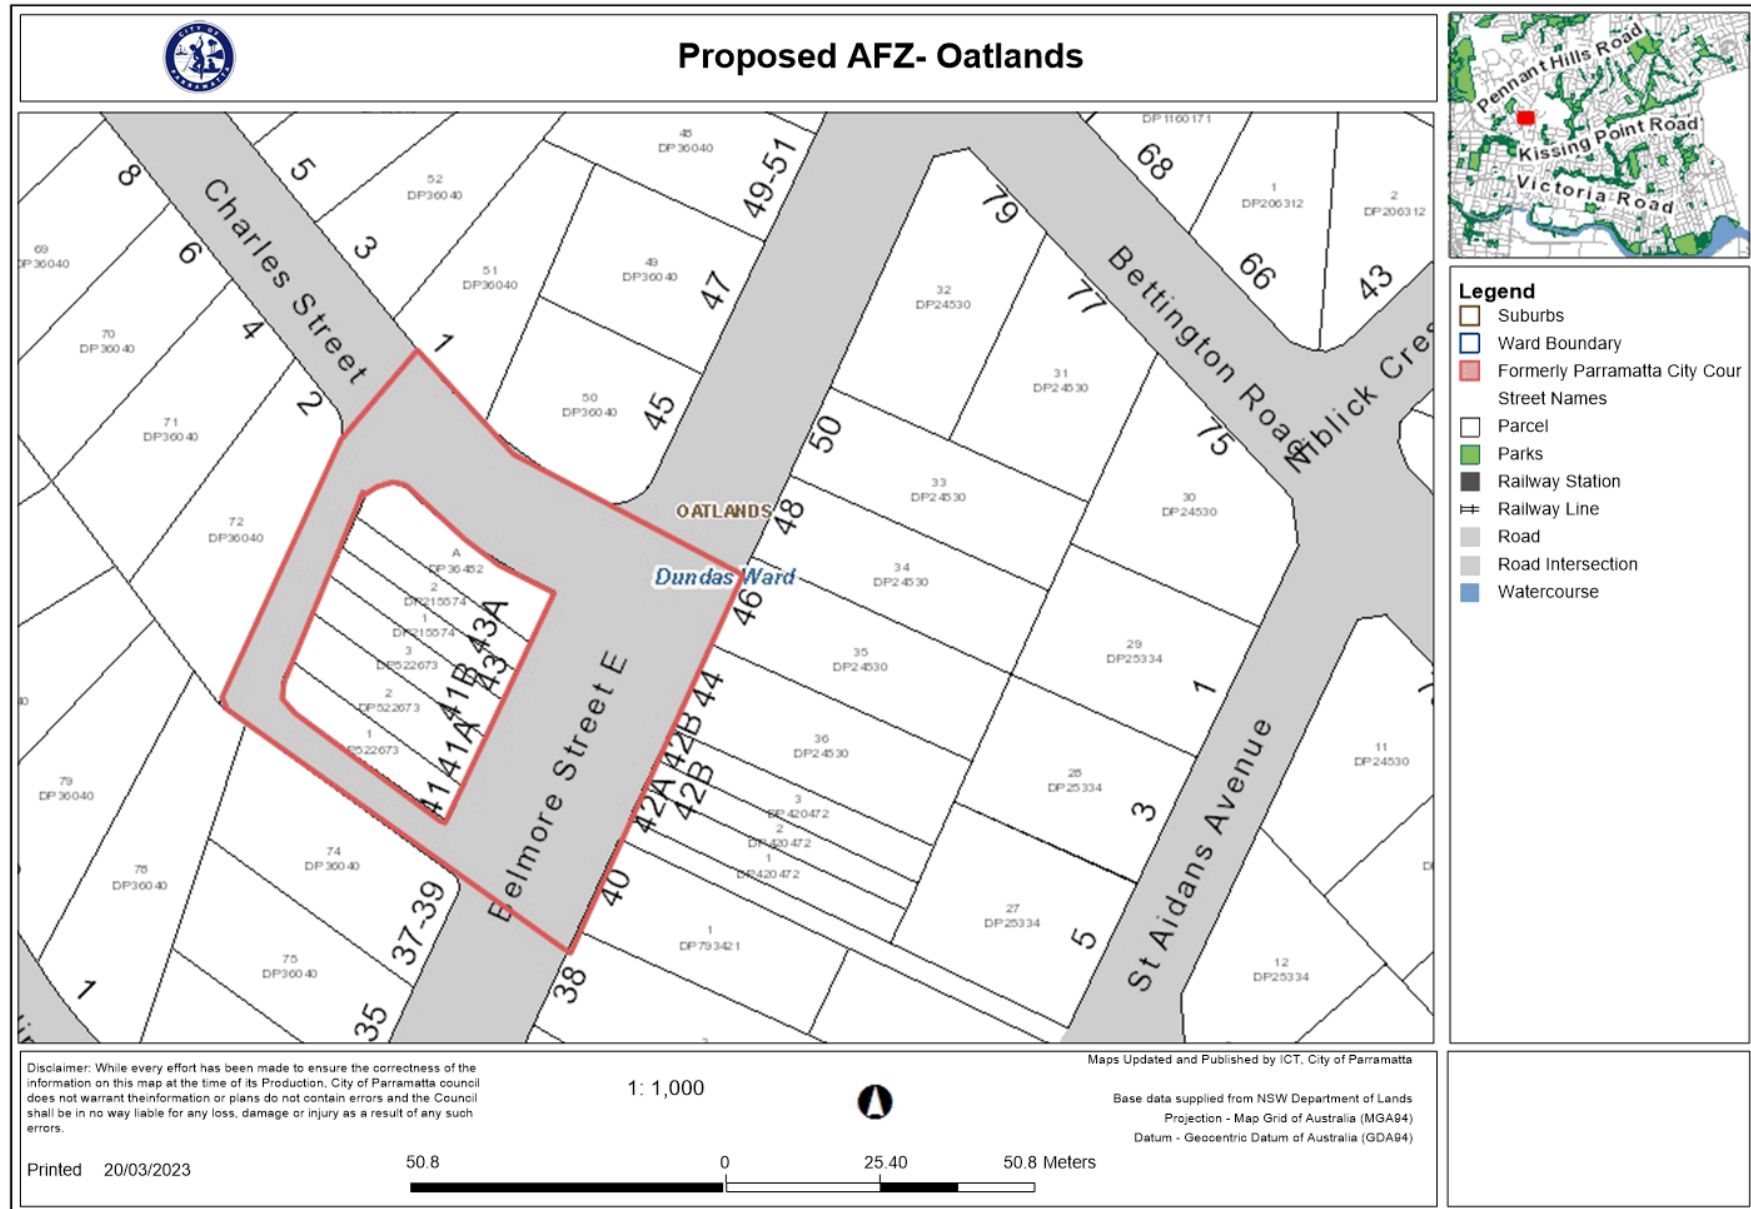 CITY OF
PARRAMATTA
Proposed AFZ- Oatlands
Pennant Hills Road
Kissing Point Road
Victoria Road
Legend
Suburbs
Ward Boundary
Formerly Parramatta City Cour
Street Names
Parcel
Parks
Railway Station
Railway Line
Road
Road Intersection
Watercourse
Charles Street
Belmore Street E
Bettington Road
Niblick Cres
St Aidans Avenue
OATLANDS
Dundas Ward
8
6
4
2
5
3
1
49-51
47
45
79
77
75
68
66
43
50
48
46
44
42B
42A
42B
40
38
43A
43
41B
41A
41
37-39
35
1
3
5
1
48
DP36040
52
DP36040
51
DP36040
49
DP36040
50
DP36040
69
DP36040
70
DP36040
71
DP36040
72
DP36040
79
DP36040
78
DP36040
74
DP36040
75
DP36040
A
DP36482
2
DP215574
1
DP215574
3
DP522673
2
DP522673
1
P522673
DP1160171
1
DP206312
2
DP206312
32
DP24530
31
DP24530
30
DP24530
33
DP24530
34
DP24530
35
DP24530
36
DP24530
3
DP420472
2
DP420472
1
DP420472
1
DP793421
29
DP25334
28
DP25334
27
DP25334
11
DP24530
12
DP25334
Disclaimer: While every effort has been made to ensure the correctness of the
information on this map at the time of its Production, City of Parramatta council
does not warrant theinformation or plans do not contain errors and the Council
shall be in no way liable for any loss, damage or injury as a result of any such
errors.
Printed 20/03/2023
1: 1,000
50.8 0 25.40 50.8 Meters
Maps Updated and Published by ICT, City of Parramatta
Base data supplied from NSW Department of Lands
Projection - Map Grid of Australia (MGA94)
Datum - Geocentric Datum of Australia (GDA94)